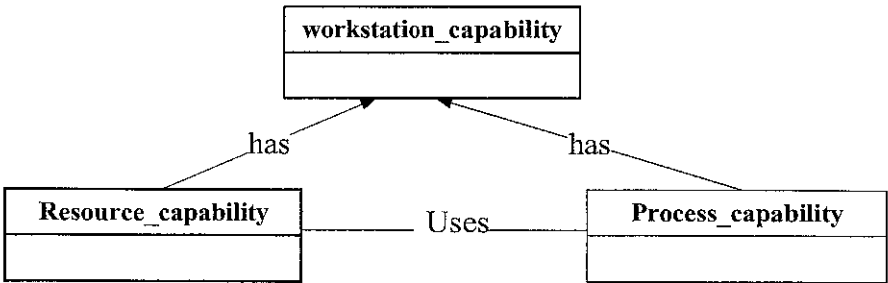 workstation_capability
has
has
Resource_capability
Uses
Process_capability